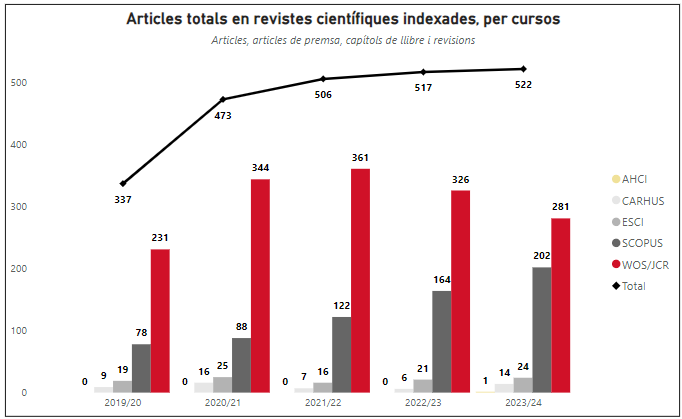 Articles totals en revistes científiques indexades, per cursos
Articles, articles de premsa, capítols de llibre i revisions
500
400
300
200
100
0
337
473
506
517
522
0 9 19 78 231
0 16 25 88 344
0 7 16 122 361
0 6 21 164 326
1 14 24 202 281
2019/20 2020/21 2021/22 2022/23 2023/24
AHCI
CARHUS
ESCI
SCOPUS
WOS/JCR
Total